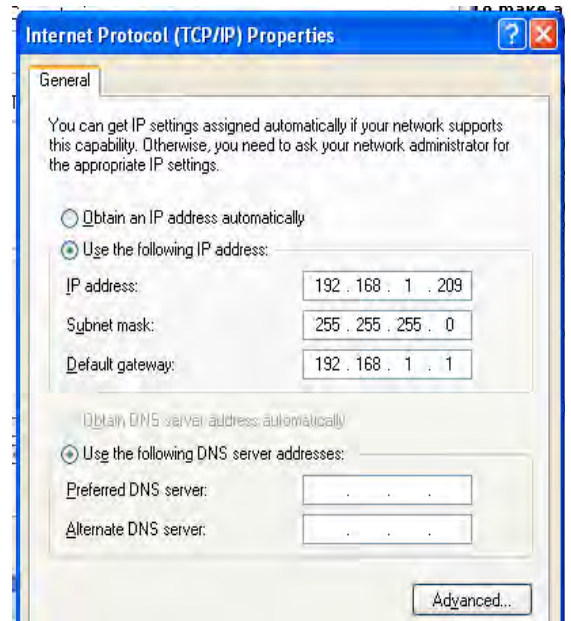 To make a
Internet Protocol (TCP/IP) Properties
General
You can get IP settings assigned automatically if your network supports
this capability. Otherwise, you need to ask your network administrator for
the appropriate IP settings.
Obtain an IP address automatically
Use the following IP address:
IP address: 192 . 168 . 1 . 209
Subnet mask: 255 . 255 . 255 . 0
Default gateway: 192 . 168 . 1 . 1
Obtain DNS server address automatically
Use the following DNS server addresses:
Preferred DNS server: . . .
Alternate DNS server: . . .
Advanced...